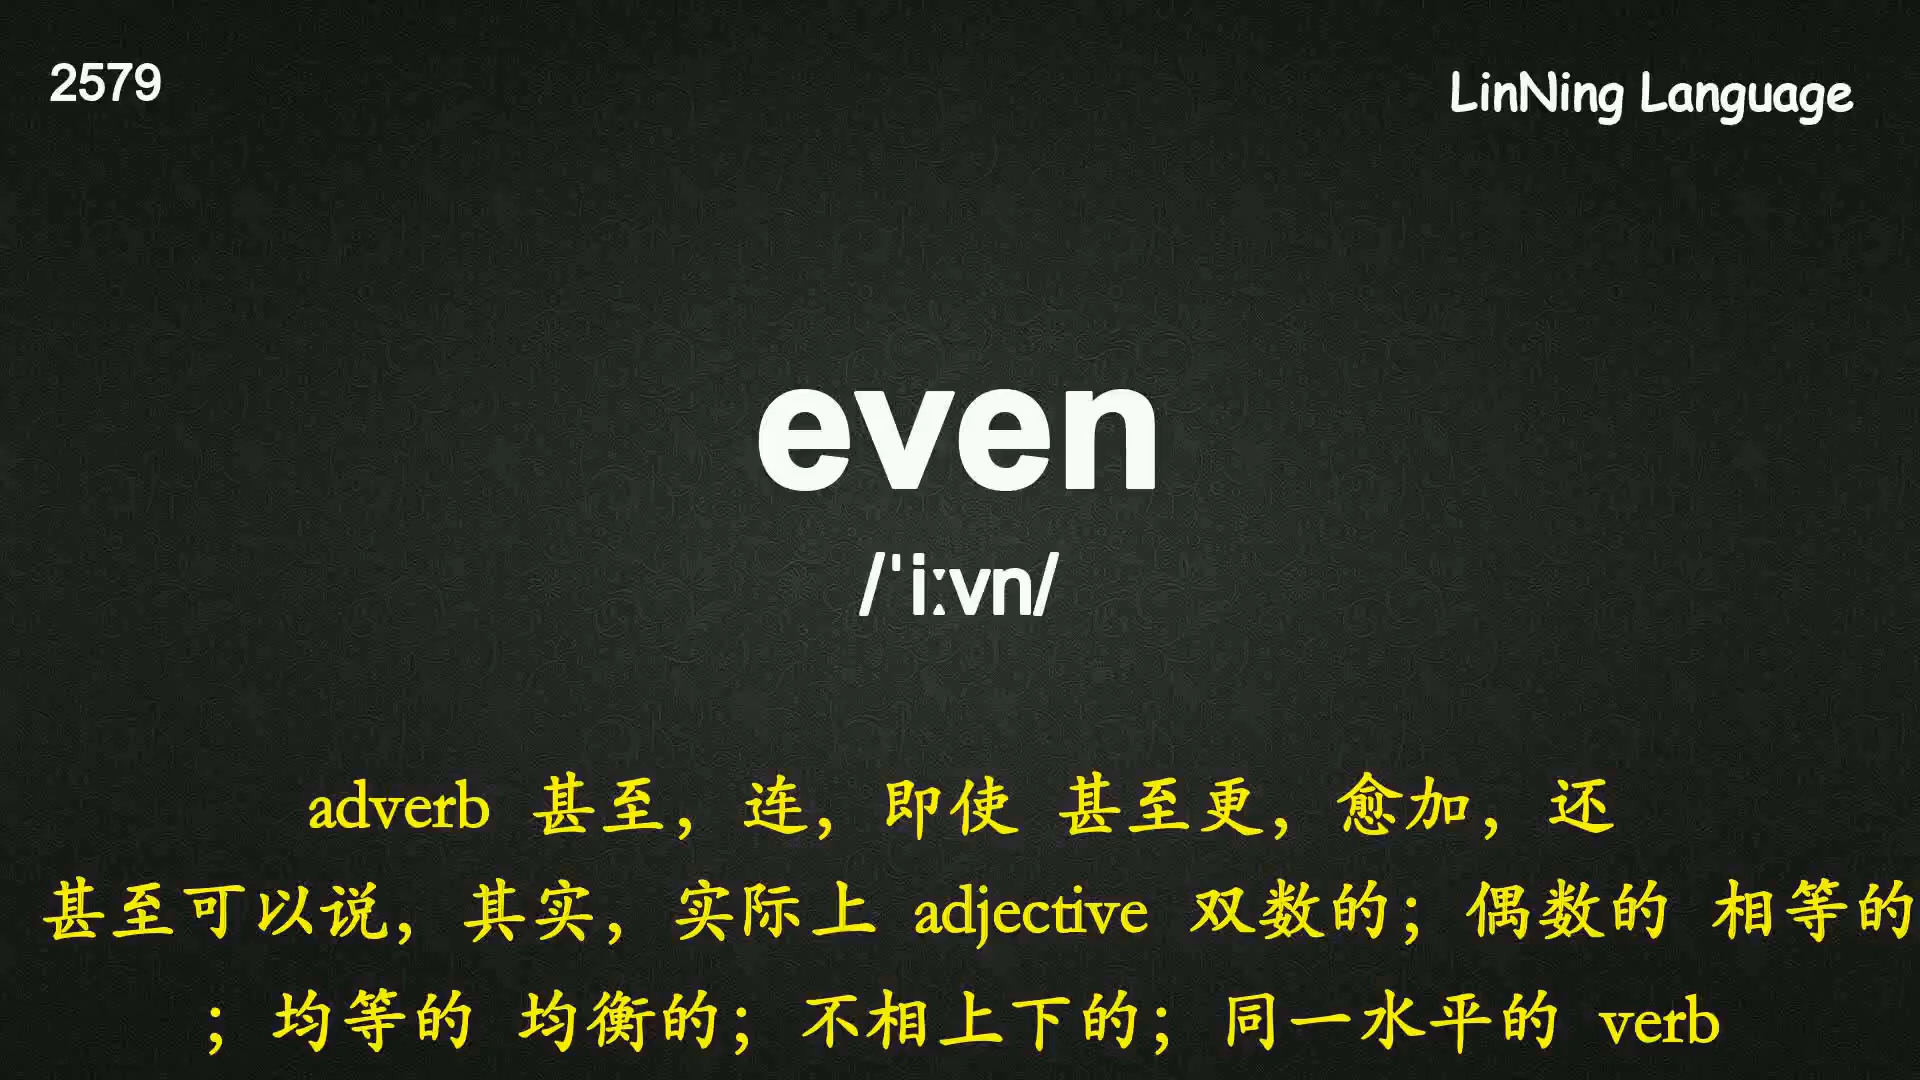 2579
LinNing Language
even
/ˈiːvn/
adverb 甚至，连，即使 甚至更，愈加，还
甚至可以说，其实，实际上 adjective 双数的；偶数的 相等的
；均等的 均衡的；不相上下的；同一水平的 verb